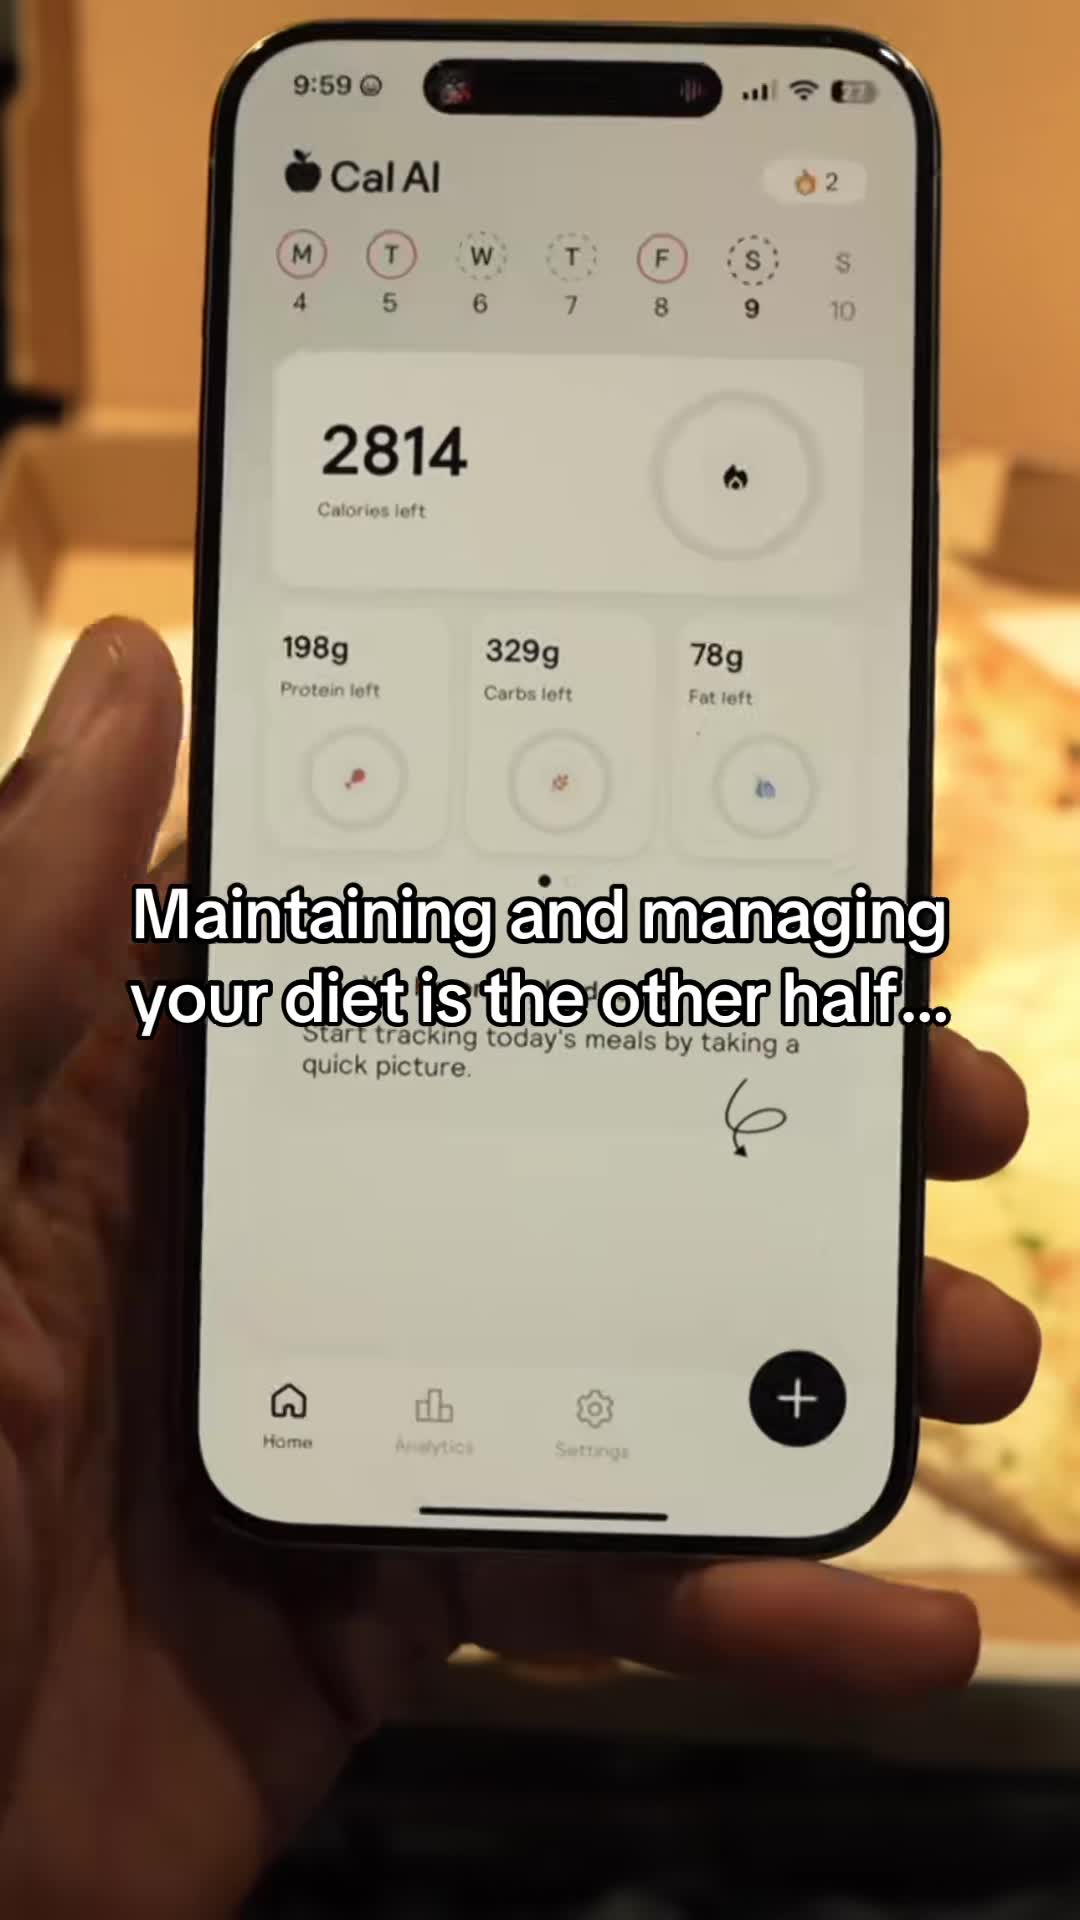 9:59
27
Cal AI
2
M T W T F S S
4 5 6 7 8 9 10
2814
Calories left
198g 329g 78g
Protein left Carbs left Fat left
Maintaining and managing
your diet is the other half...
Start tracking today's meals by taking a
quick picture.
Home Analytics Settings